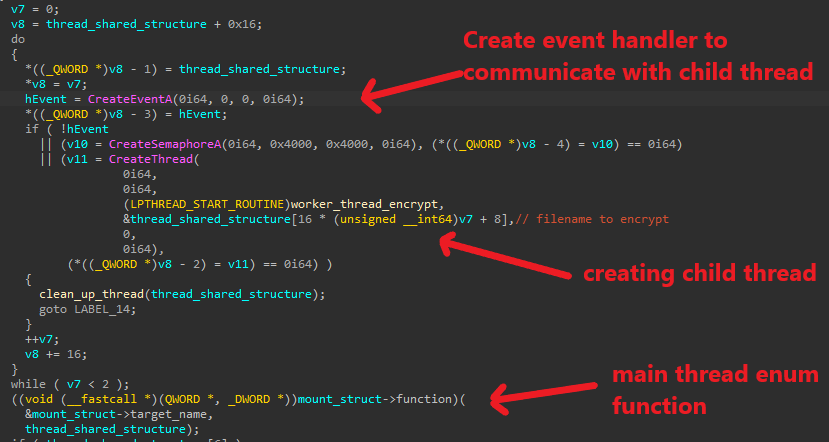 v7 = 0;
v8 = thread_shared_structure + 0x16;
do
{
*((_QWORD *)v8 - 1) = thread_shared_structure;
*v8 = v7;
hEvent = CreateEventA(0i64, 0, 0, 0i64);
*((_QWORD *)v8 - 3) = hEvent;
if ( !hEvent
|| (v10 = CreateSemaphoreA(0i64, 0x4000, 0x4000, 0i64), (*((_QWORD *)v8 - 4) = v10) == 0i64)
|| (v11 = CreateThread(
0i64,
0i64,
(LPTHREAD_START_ROUTINE)worker_thread_encrypt,
&thread_shared_structure[16 * (unsigned __int64)v7 + 8],// filename to encrypt
0,
0i64),
(*((_QWORD *)v8 - 2) = v11) == 0i64) )
{
clean_up_thread(thread_shared_structure);
goto LABEL_14;
}
++v7;
v8 += 16;
}
while ( v7 < 2 );
((void (__fastcall *)(QWORD *, _DWORD *))mount_struct->function)(
&mount_struct->target_name,
thread_shared_structure);
Create event handler to
communicate with child thread
creating child thread
main thread enum
function